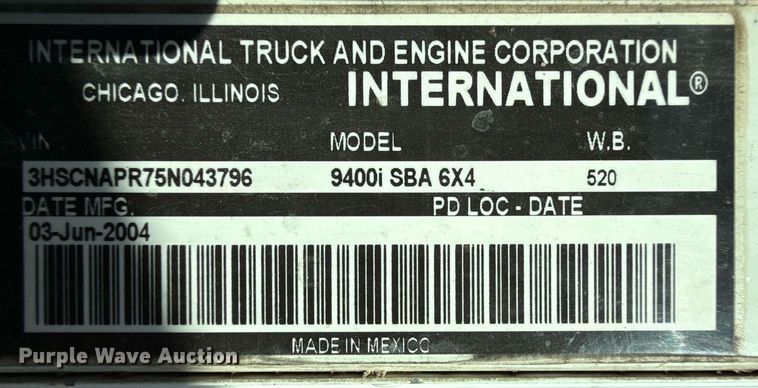 INTERNATIONAL TRUCK AND ENGINE CORPORATION
CHICAGO. ILLINOIS INTERNATIONAL®
VIN MODEL W.B.
3HSCNAPR75N043796 9400i SBA 6X4 520
DATE MFG. PD LOC - DATE
03-Jun-2004
MADE IN MEXICO
Purple Wave Auction